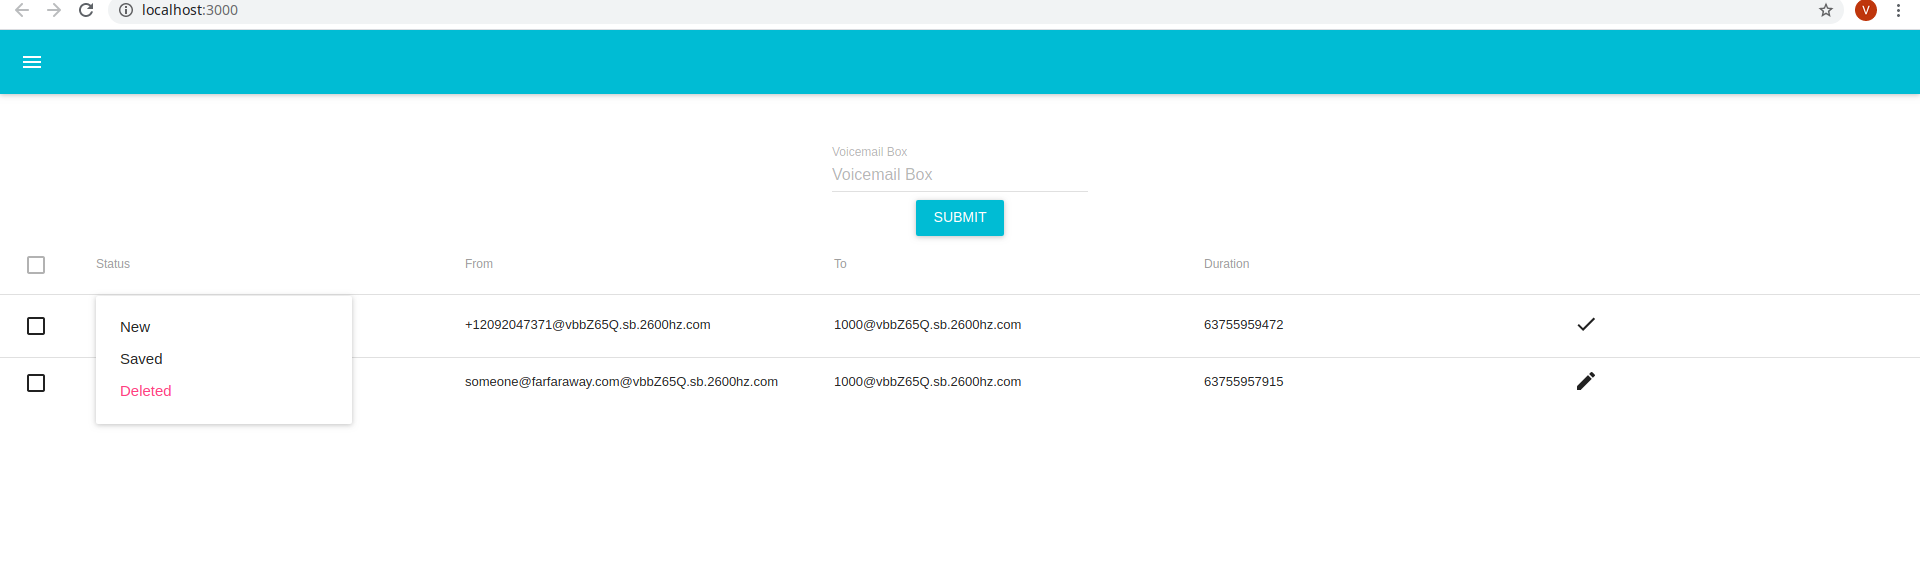 localhost:3000
V
Voicemail Box
Voicemail Box
SUBMIT
Status From To Duration
New +12092047371@vbbZ65Q.sb.2600hz.com 1000@vbbZ65Q.sb.2600hz.com 63755959472
Saved
Deleted someone@farfaraway.com@vbbZ65Q.sb.2600hz.com 1000@vbbZ65Q.sb.2600hz.com 63755957915